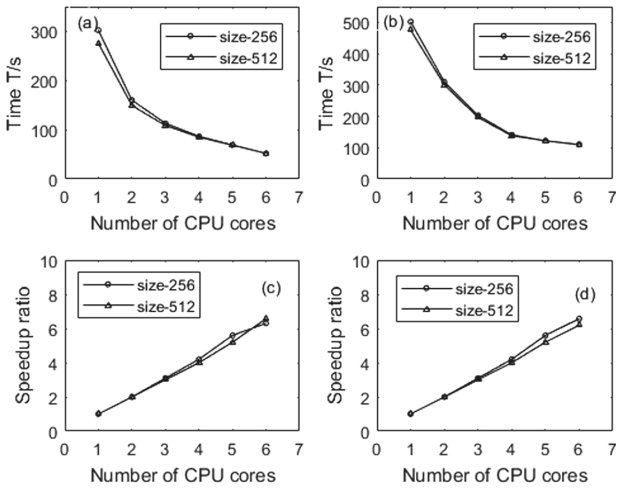 (a)
size-256
size-512
Time T/s
300
200
100
0
0 1 2 3 4 5 6 7
Number of CPU cores
(b)
size-256
size-512
Time T/s
500
400
300
200
100
0
0 1 2 3 4 5 6 7
Number of CPU cores
size-256
size-512
(c)
Speedup ratio
10
8
6
4
2
0
0 1 2 3 4 5 6 7
Number of CPU cores
size-256
size-512
(d)
Speedup ratio
10
8
6
4
2
0
0 1 2 3 4 5 6 7
Number of CPU cores